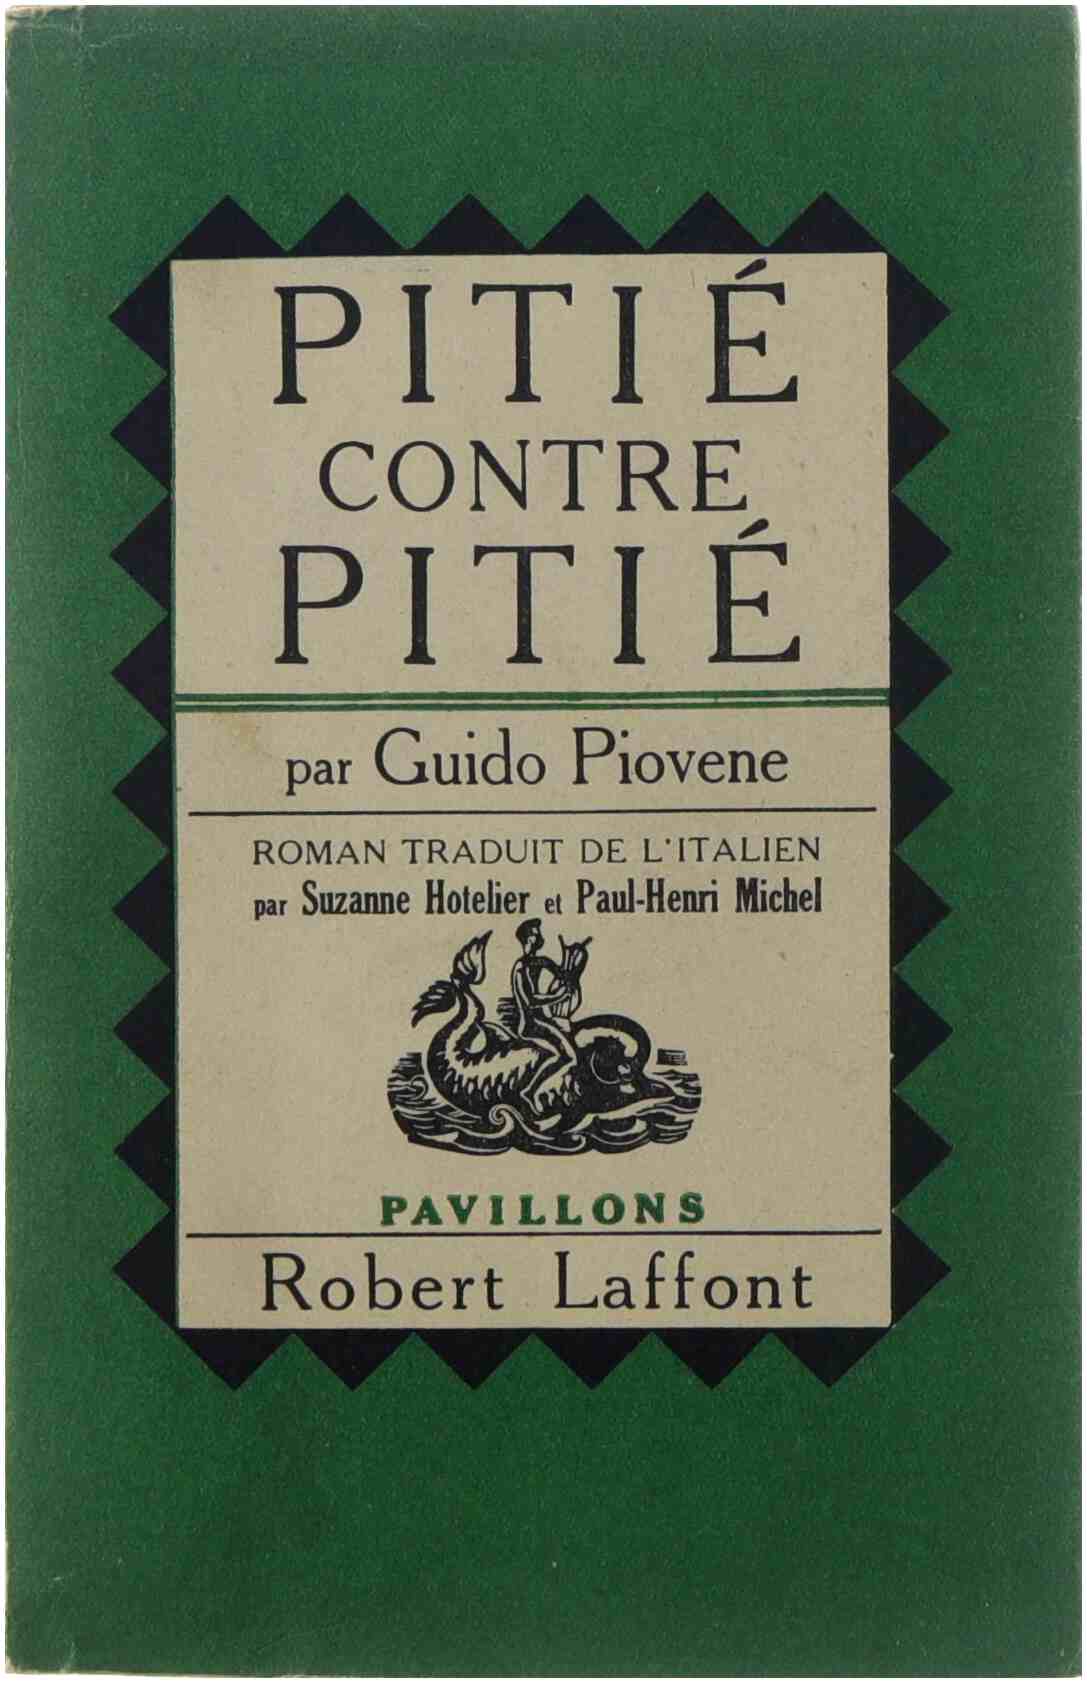 PITIÉ
CONTRE
PITIÉ
par Guido Piovene
ROMAN TRADUIT DE L'ITALIEN
par Suzanne Hotelier et Paul-Henri Michel
PAVILLONS
Robert Laffont